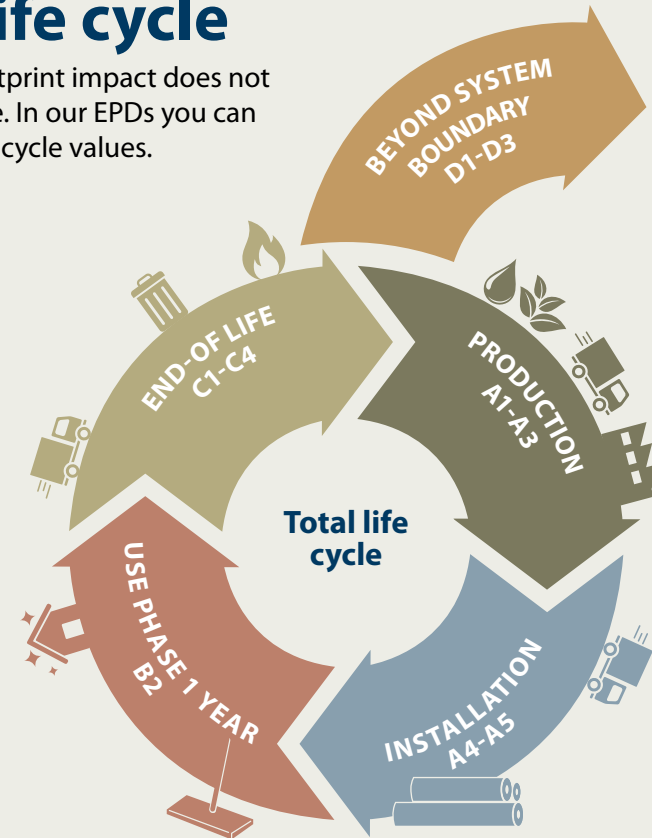 life cycle
tprint impact does not
e. In our EPDs you can
cycle values.
BEYOND SYSTEM
BOUNDARY
D1-D3
PRODUCTION
A1-A3
INSTALLATION
A4-A5
USE PHASE 1 YEAR
B2
END-OF LIFE
C1-C4
Total life
cycle